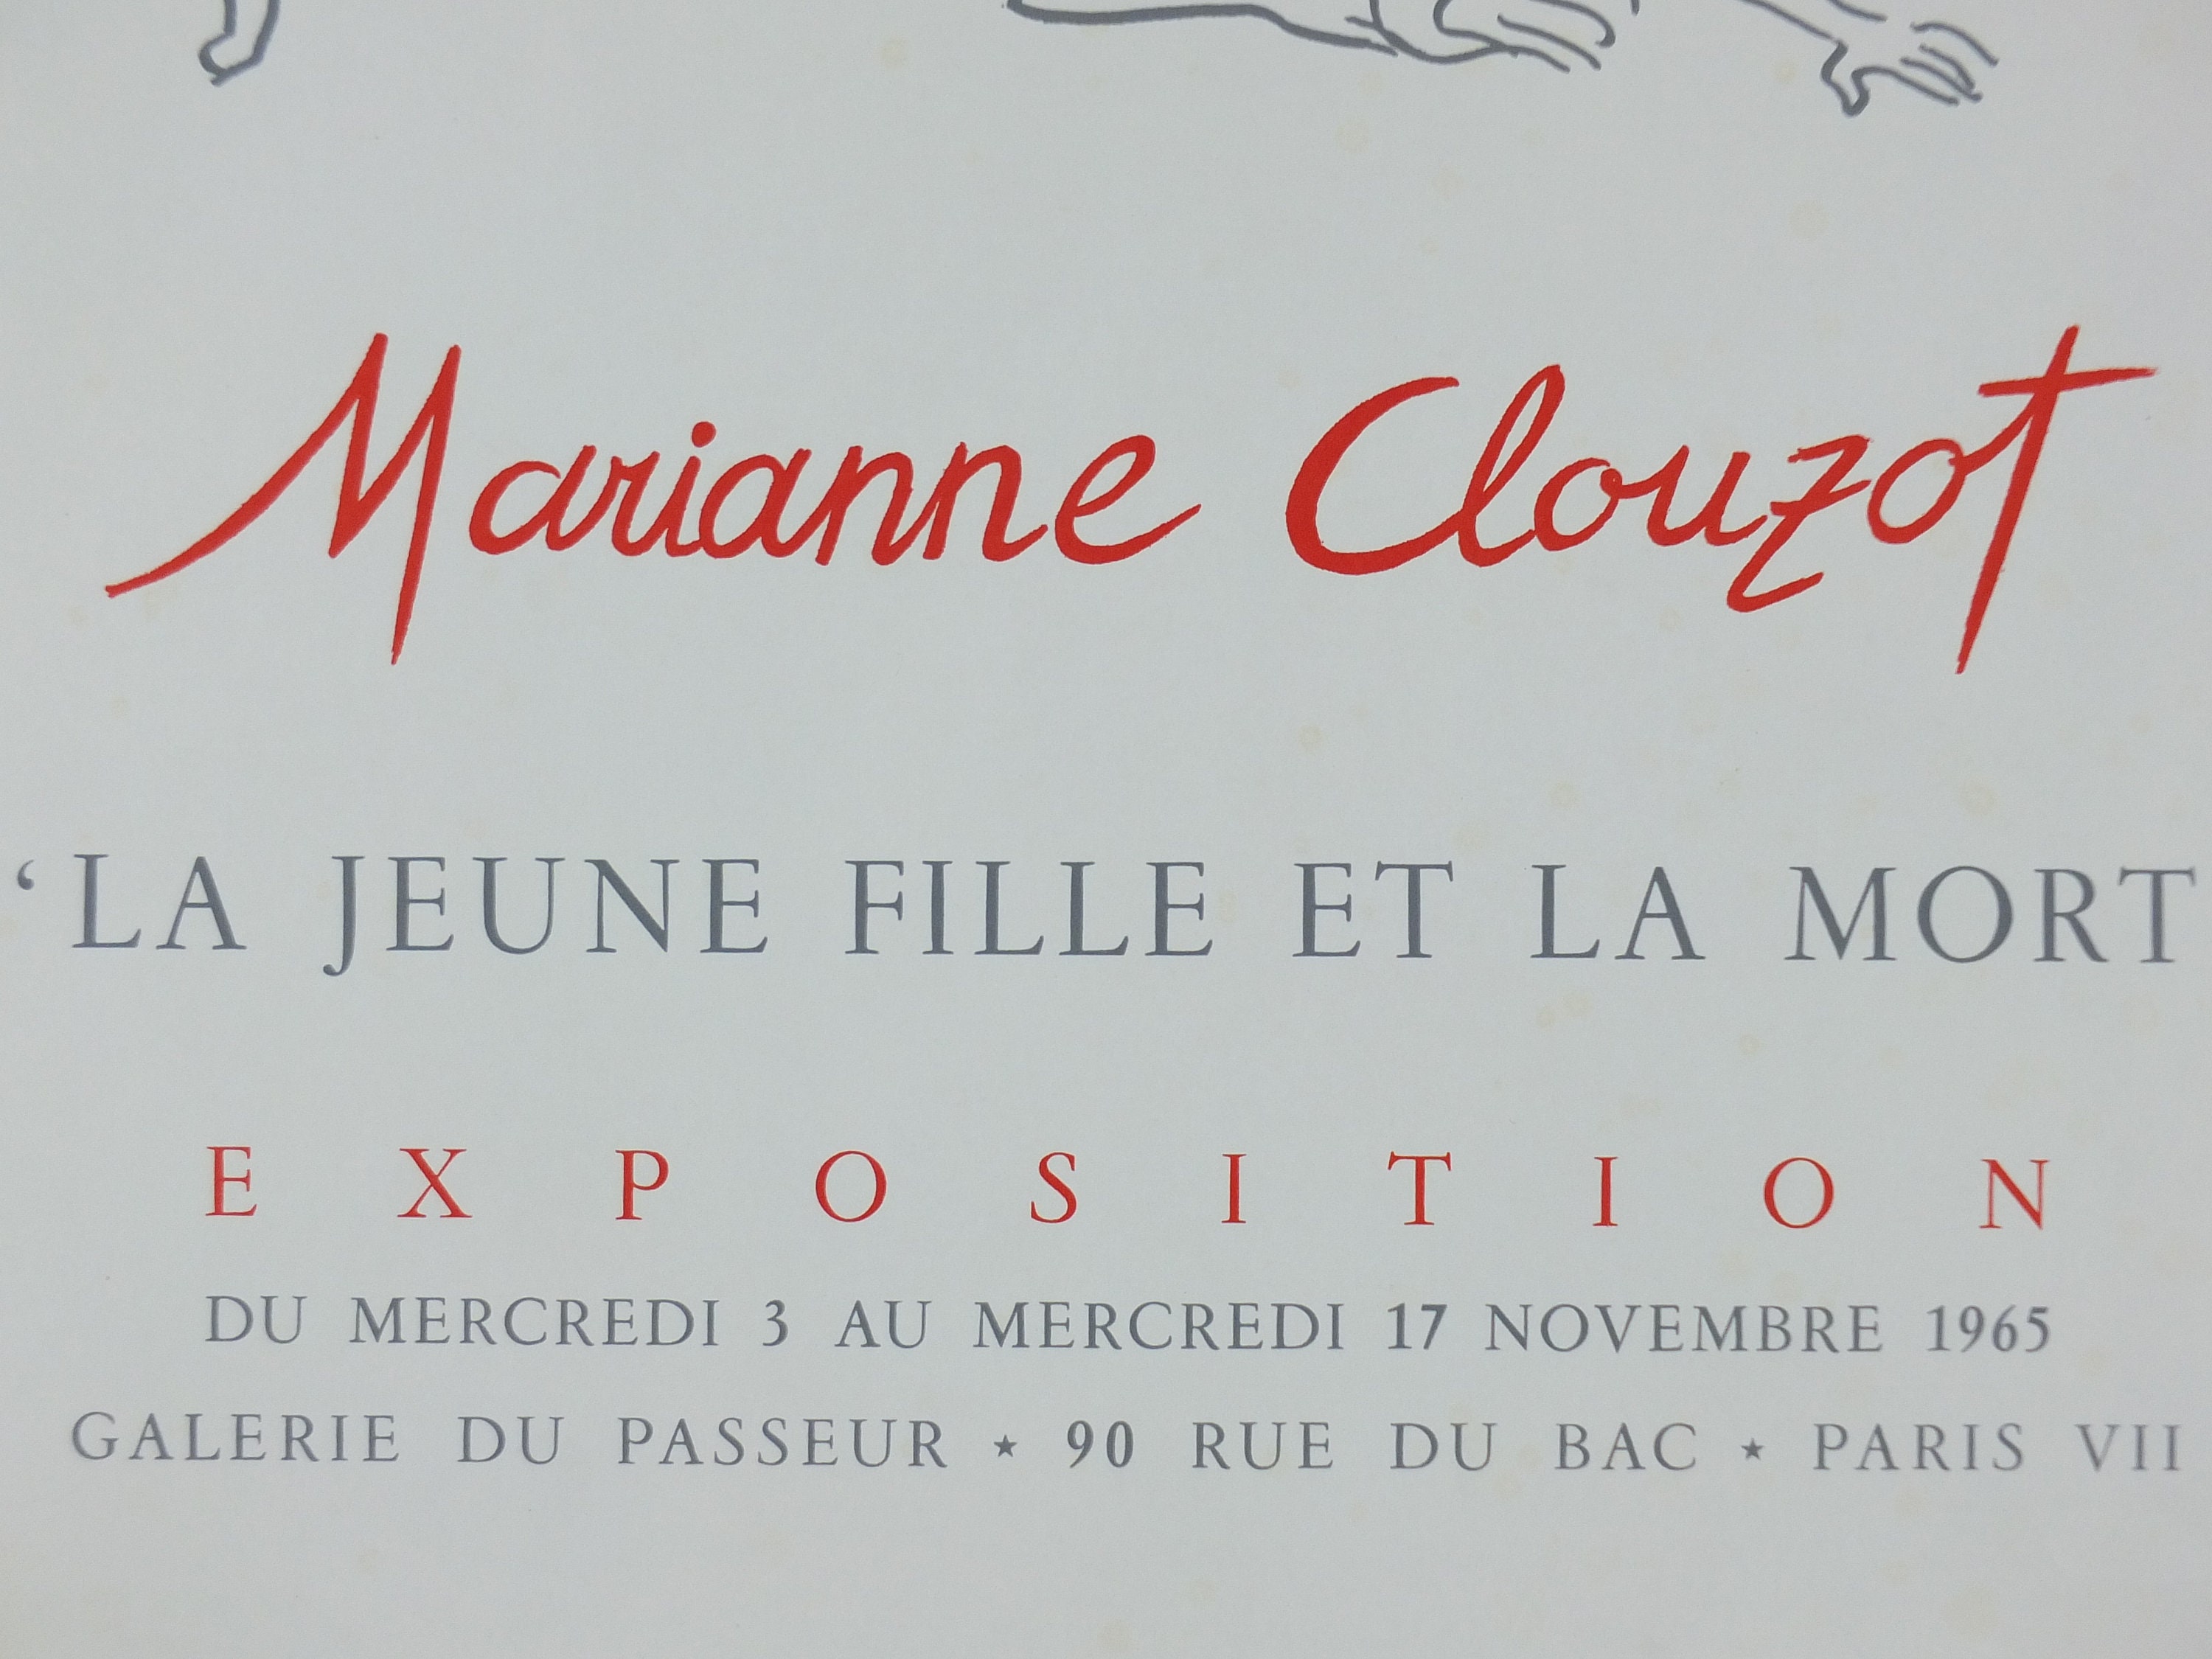 Marianne Clouzot
‘LA JEUNE FILLE ET LA MORT
EXPOSITION
DU MERCREDI 3 AU MERCREDI 17 NOVEMBRE 1965
GALERIE DU PASSEUR ★ 90 RUE DU BAC ★ PARIS VII